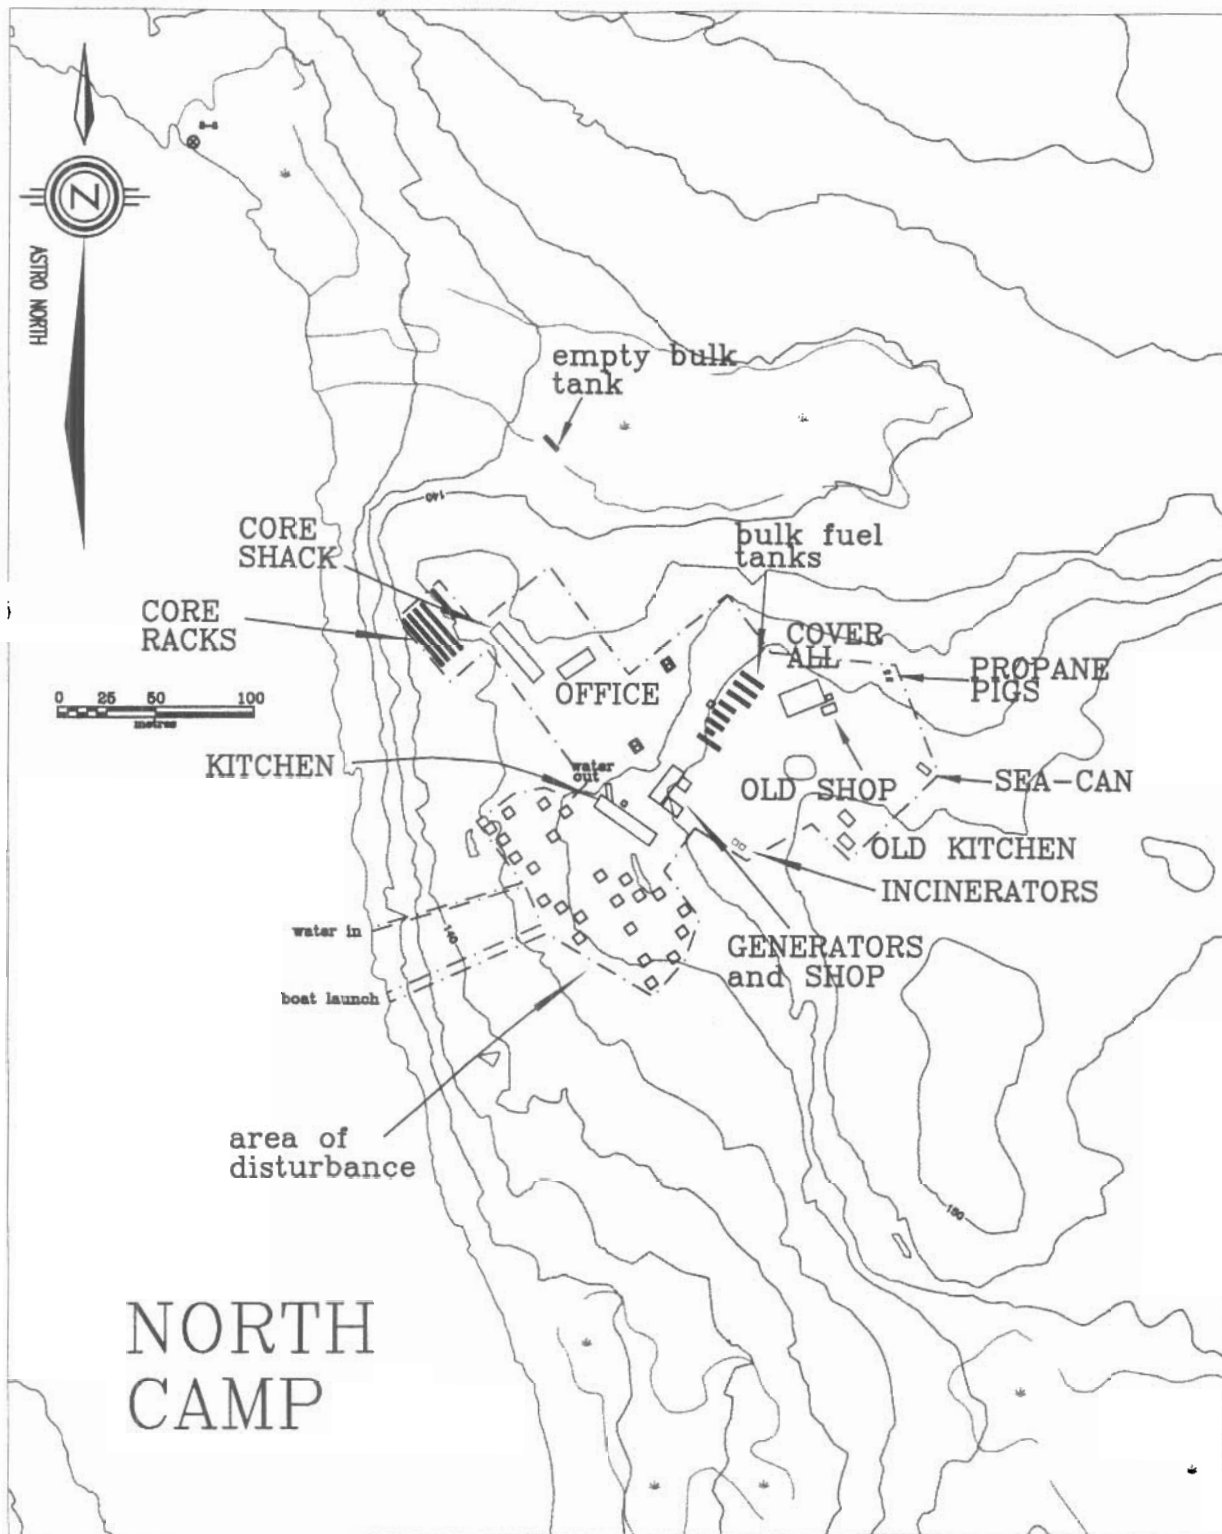 Z
ASTRO NORTH
empty bulk
tank
140
CORE
SHACK
bulk fuel
tanks
CORE
RACKS
COVER
ALL
OFFICE
PROPANE
PIGS
0 25 50 100
metres
KITCHEN
water
out
OLD SHOP
SEA-CAN
OLD KITCHEN
INCINERATORS
water in
140
GENERATORS
and SHOP
boat launch
area of
disturbance
150
NORTH
CAMP